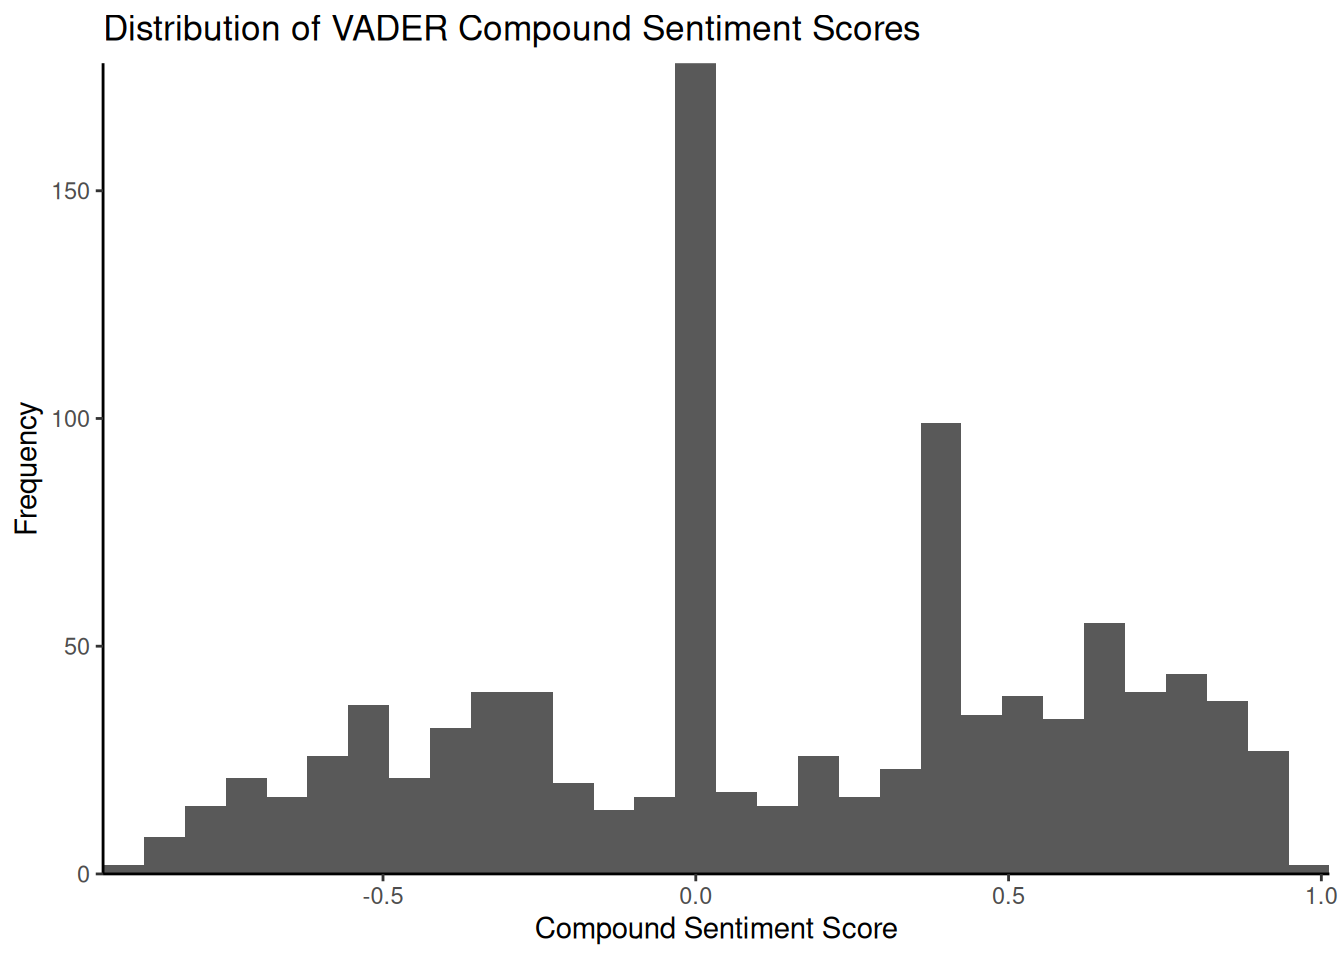 Distribution of VADER Compound Sentiment Scores
150
100
50
0
Frequency
-0.5
0.0
0.5
1.0
Compound Sentiment Score